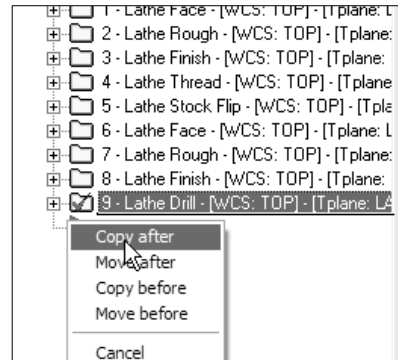 1 - Lathe Face - [WCS: TOP] - [Tplane: L
2 - Lathe Rough - [WCS: TOP] - [Tplane:
3 - Lathe Finish - [WCS: TOP] - [Tplane:
4 - Lathe Thread - [WCS: TOP] - [Tplane
5 - Lathe Stock Flip - [WCS: TOP] - [Tpla
6 - Lathe Face - [WCS: TOP] - [Tplane: L
7 - Lathe Rough - [WCS: TOP] - [Tplane:
8 - Lathe Finish - [WCS: TOP] - [Tplane:
9 - Lathe Drill - [WCS: TOP] - [Tplane: LA
Copy after
Move after
Copy before
Move before
Cancel